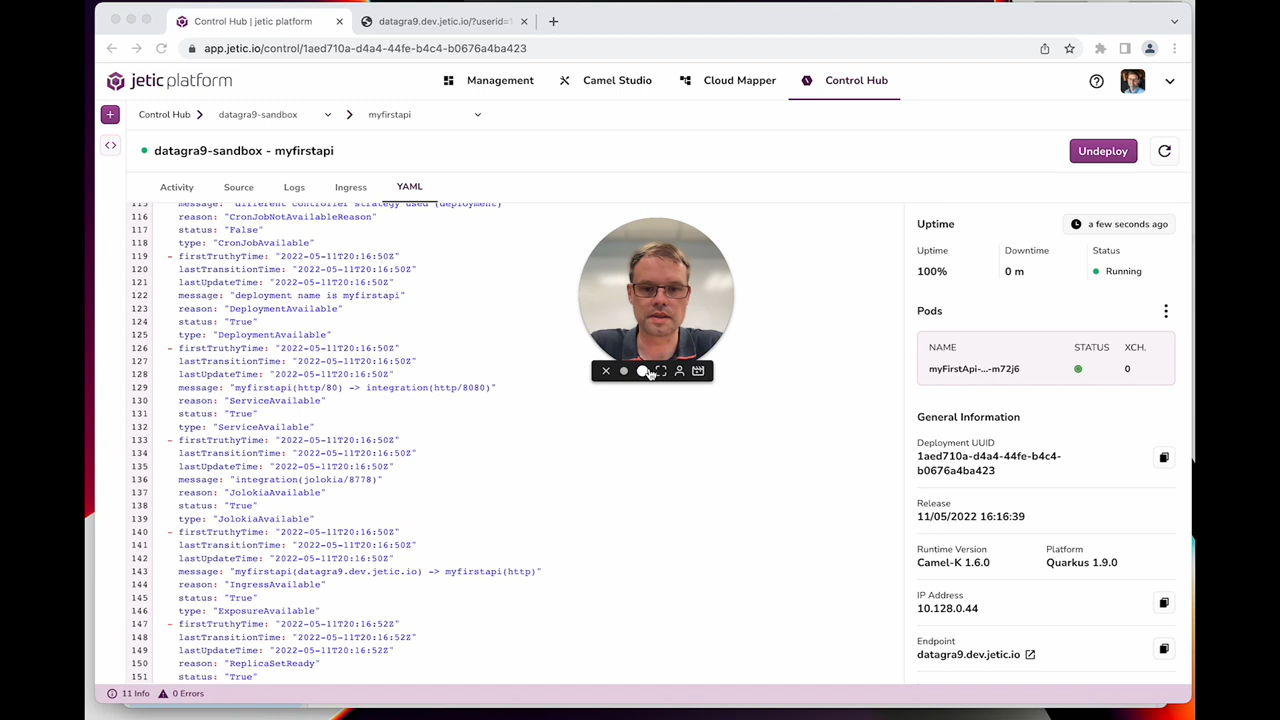 Control Hub | jetic platform
datagra9.dev.jetic.io/?userid=1
app.jetic.io/control/1aed710a-d4a4-44fe-b4c4-b0676a4ba423
jetic platform
Management
Camel Studio
Cloud Mapper
Control Hub
Control Hub
datagra9-sandbox
myfirstapi
datagra9-sandbox - myfirstapi
Undeploy
Activity
Source
Logs
Ingress
YAML
115 message: "different controller strategy used (deployment)"
116 reason: "CronJobNotAvailableReason"
117 status: "False"
118 type: "CronJobAvailable"
119 - firstTruthyTime: "2022-05-11T20:16:50Z"
120 lastTransitionTime: "2022-05-11T20:16:50Z"
121 lastUpdateTime: "2022-05-11T20:16:50Z"
122 message: "deployment name is myfirstapi"
123 reason: "DeploymentAvailable"
124 status: "True"
125 type: "DeploymentAvailable"
126 - firstTruthyTime: "2022-05-11T20:16:50Z"
127 lastTransitionTime: "2022-05-11T20:16:50Z"
128 lastUpdateTime: "2022-05-11T20:16:50Z"
129 message: "myfirstapi(http/80) -> integration(http/8080)"
130 reason: "ServiceAvailable"
131 status: "True"
132 type: "ServiceAvailable"
133 - firstTruthyTime: "2022-05-11T20:16:50Z"
134 lastTransitionTime: "2022-05-11T20:16:50Z"
135 lastUpdateTime: "2022-05-11T20:16:50Z"
136 message: "integration(jolokia/8778)"
137 reason: "JolokiaAvailable"
138 status: "True"
139 type: "JolokiaAvailable"
140 - firstTruthyTime: "2022-05-11T20:16:50Z"
141 lastTransitionTime: "2022-05-11T20:16:50Z"
142 lastUpdateTime: "2022-05-11T20:16:50Z"
143 message: "myfirstapi(datagra9.dev.jetic.io) -> myfirstapi(http)"
144 reason: "IngressAvailable"
145 status: "True"
146 type: "ExposureAvailable"
147 - firstTruthyTime: "2022-05-11T20:16:52Z"
148 lastTransitionTime: "2022-05-11T20:16:52Z"
149 lastUpdateTime: "2022-05-11T20:16:52Z"
150 reason: "ReplicaSetReady"
151 status: "True"
Uptime
a few seconds ago
Uptime Downtime Status
100% 0 m Running
Pods
NAME STATUS XCH.
myFirstApi-...-m72j6 0
General Information
Deployment UUID
1aed710a-d4a4-44fe-b4c4-
b0676a4ba423
Release
11/05/2022 16:16:39
Runtime Version Platform
Camel-K 1.6.0 Quarkus 1.9.0
IP Address
10.128.0.44
Endpoint
datagra9.dev.jetic.io
11 Info 0 Errors